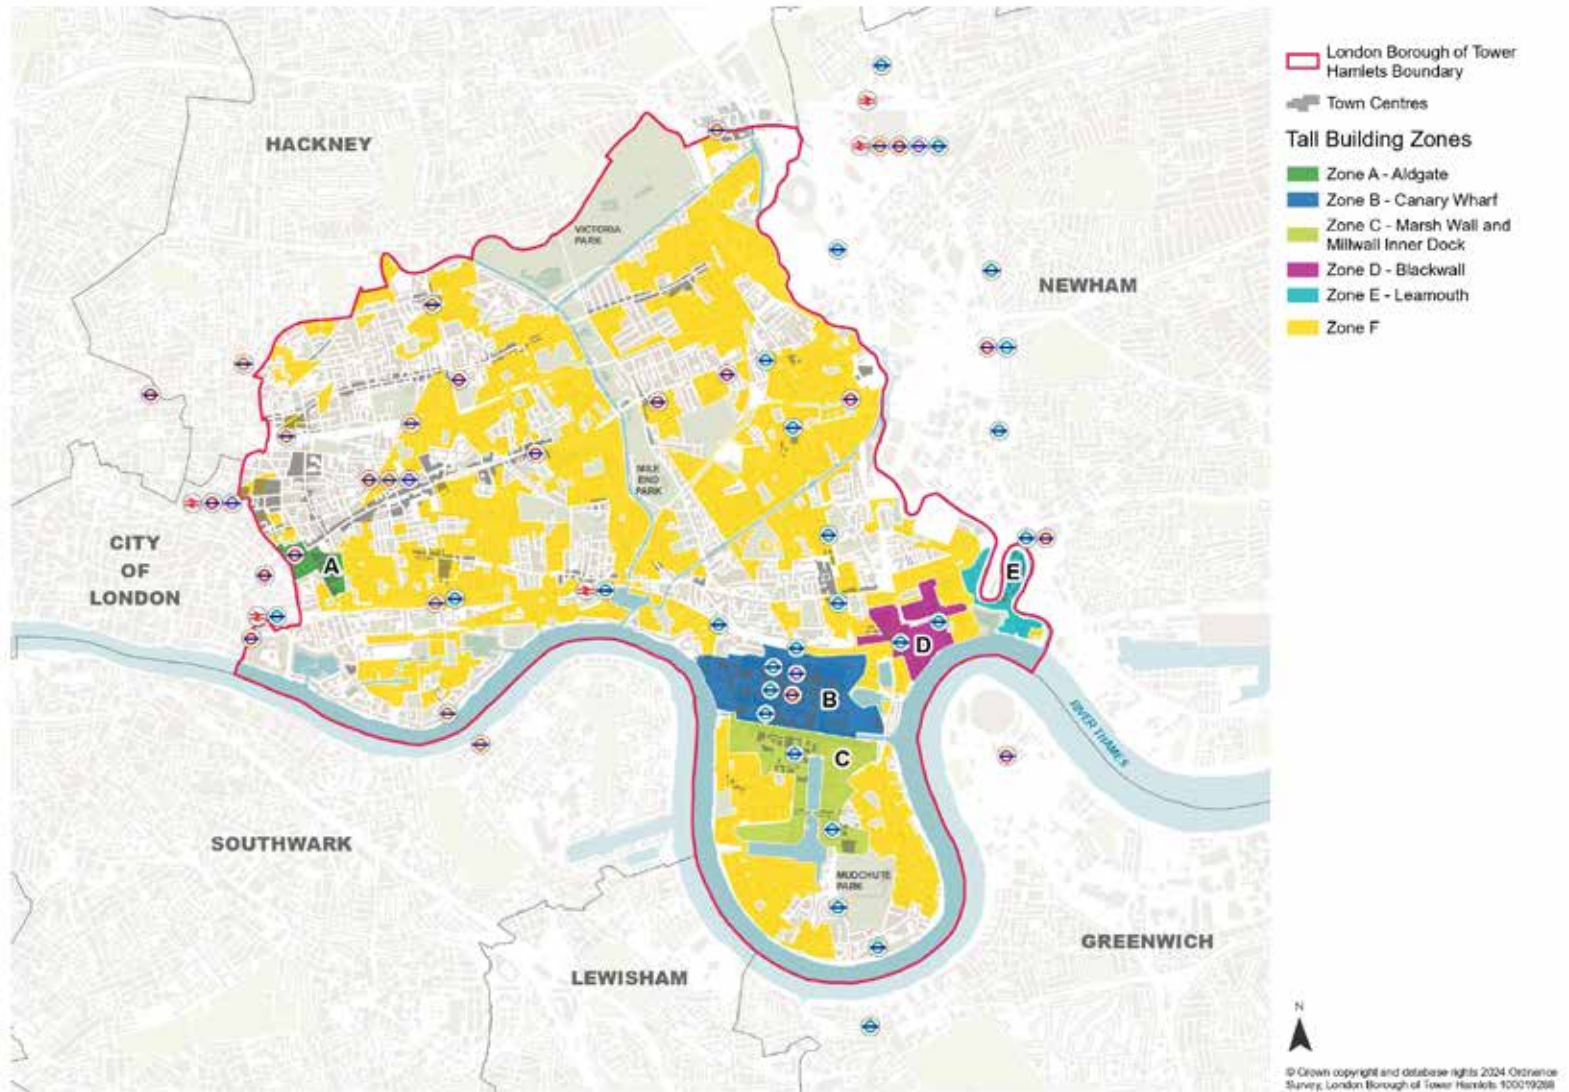 HACKNEY
VICTORIA
PARK
NEWHAM
MILE
END
PARK
CITY
OF
LONDON
A
E
D
B
C
RIVER THAMES
SOUTHWARK
MUDCHUTE
PARK
GREENWICH
LEWISHAM
London Borough of Tower
Hamlets Boundary
Town Centres
Tall Building Zones
Zone A - Aldgate
Zone B - Canary Wharf
Zone C - Marsh Wall and
Millwall Inner Dock
Zone D - Blackwall
Zone E - Leamouth
Zone F
N
© Crown copyright and database rights 2024 Ordnance
Survey, London Borough of Tower Hamlets 100019288